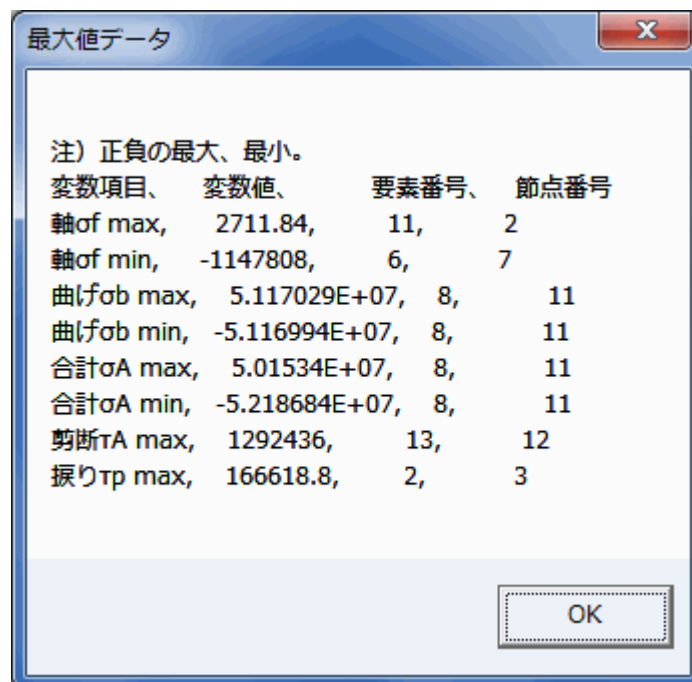 最大値データ
注）正負の最大、最小。
変数項目、 変数値、 要素番号、 節点番号
軸σf max, 2711.84, 11, 2
軸σf min, -1147808, 6, 7
曲げσb max, 5.117029E+07, 8, 11
曲げσb min, -5.116994E+07, 8, 11
合計σA max, 5.01534E+07, 8, 11
合計σA min, -5.218684E+07, 8, 11
剪断τA max, 1292436, 13, 12
捩りτp max, 166618.8, 2, 3
OK